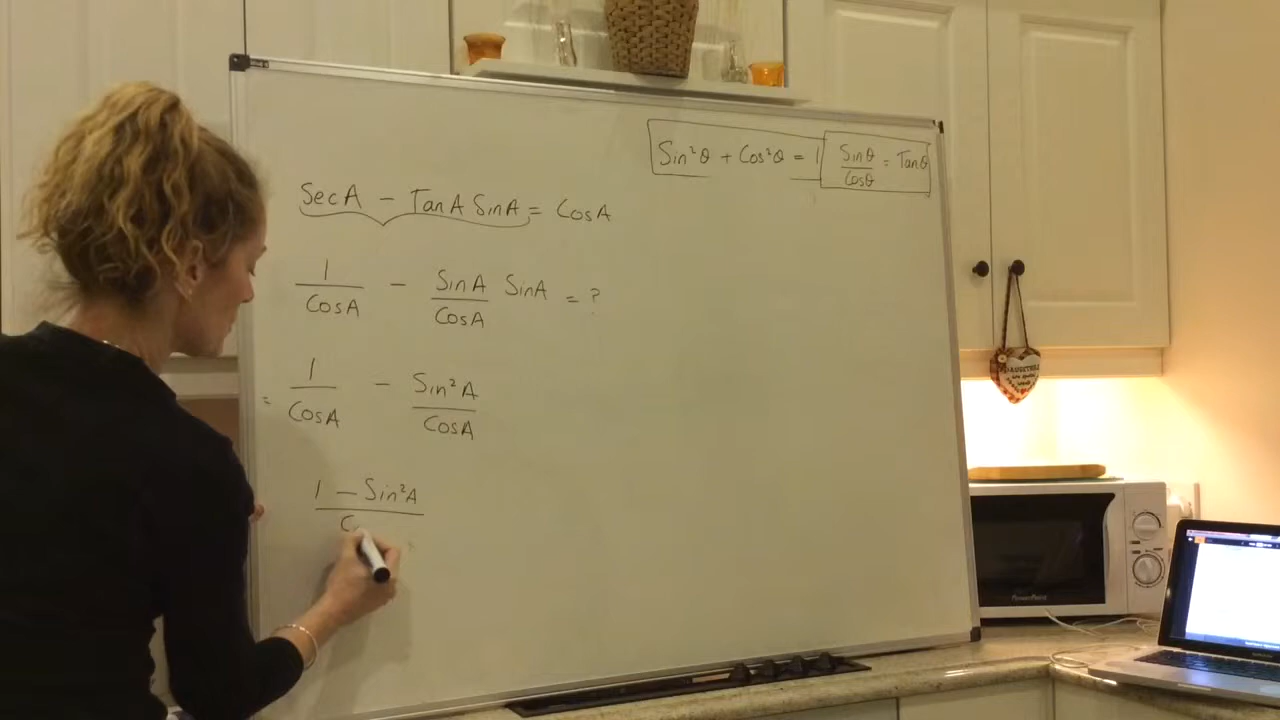 Sin²θ + Cos²θ = 1
Sinθ/Cosθ = Tanθ
SecA - TanA SinA = CosA
1/CosA - SinA/CosA SinA = ?
= 1/CosA - Sin²A/CosA
1 - Sin²A/C
PowerPoint